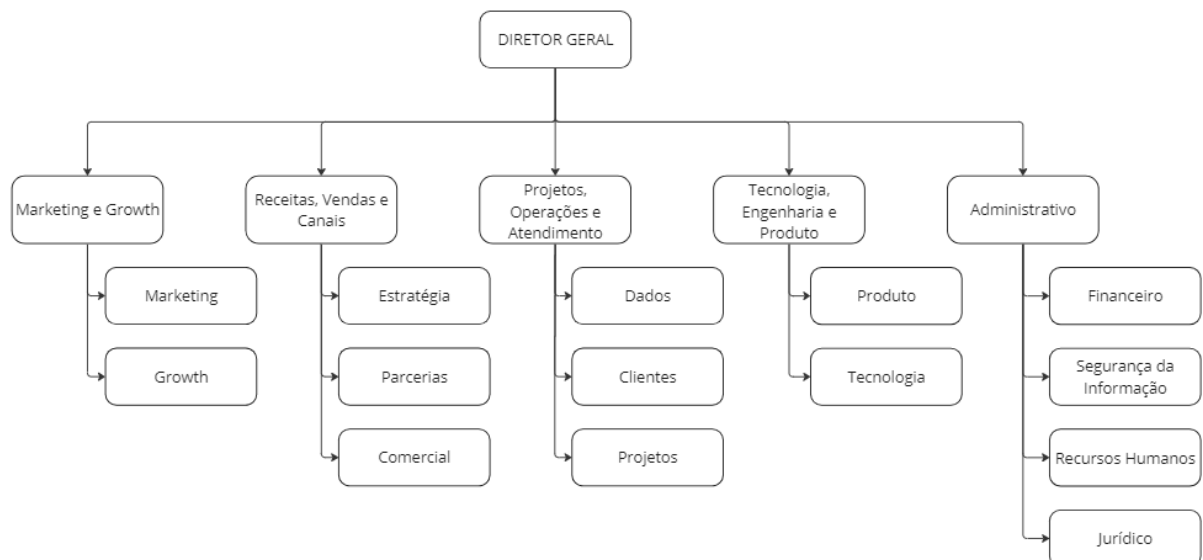 DIRETOR GERAL
Marketing e Growth
Receitas, Vendas e
Canais
Projetos,
Operações e
Atendimento
Tecnologia,
Engenharia e
Produto
Administrativo
Marketing
Estratégia
Dados
Produto
Financeiro
Growth
Parcerias
Clientes
Tecnologia
Segurança da
Informação
Comercial
Projetos
Recursos Humanos
Jurídico